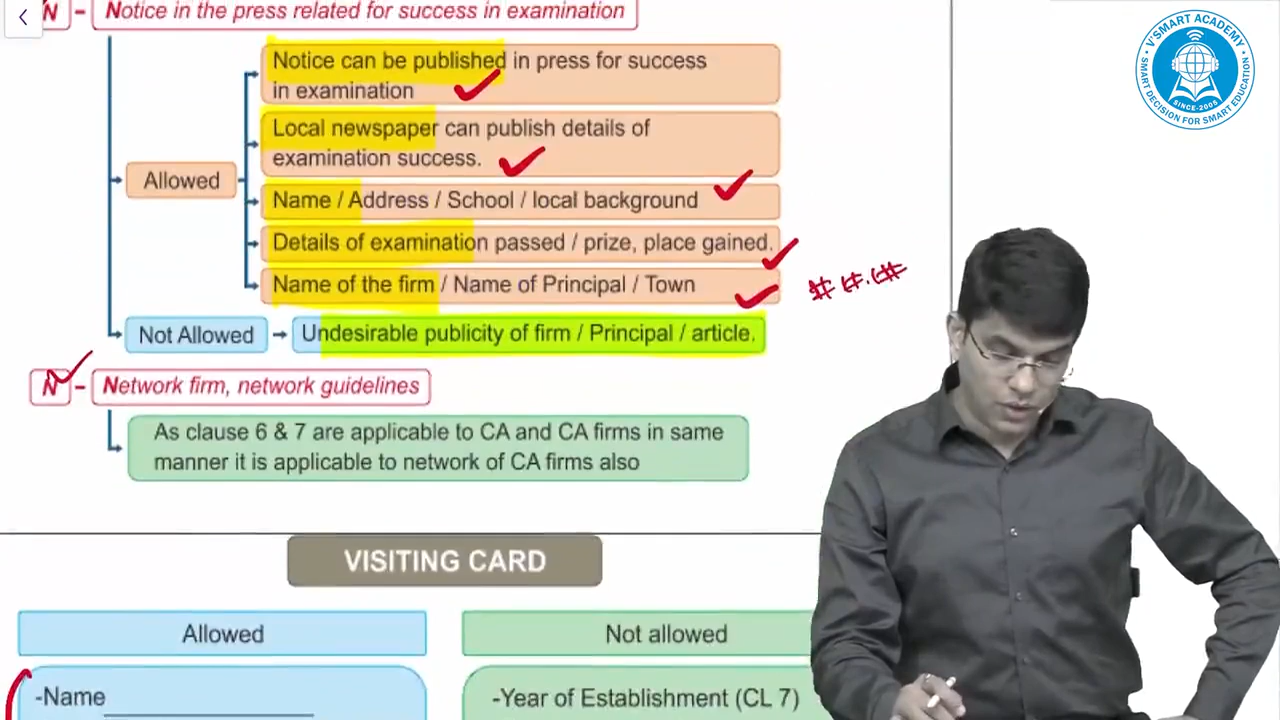 N - Notice in the press related for success in examination
Notice can be published in press for success
in examination
Local newspaper can publish details of
examination success.
Allowed
Name / Address / School / local background
Details of examination passed / prize, place gained.
Name of the firm / Name of Principal / Town
Not Allowed
Undesirable publicity of firm / Principal / article.
N - Network firm, network guidelines
As clause 6 & 7 are applicable to CA and CA firms in same
manner it is applicable to network of CA firms also
VISITING CARD
Allowed
Not allowed
-Name
-Year of Establishment (CL 7)
V'SMART ACADEMY
SINCE-2005
SMART DECISION FOR SMART EDUCATION